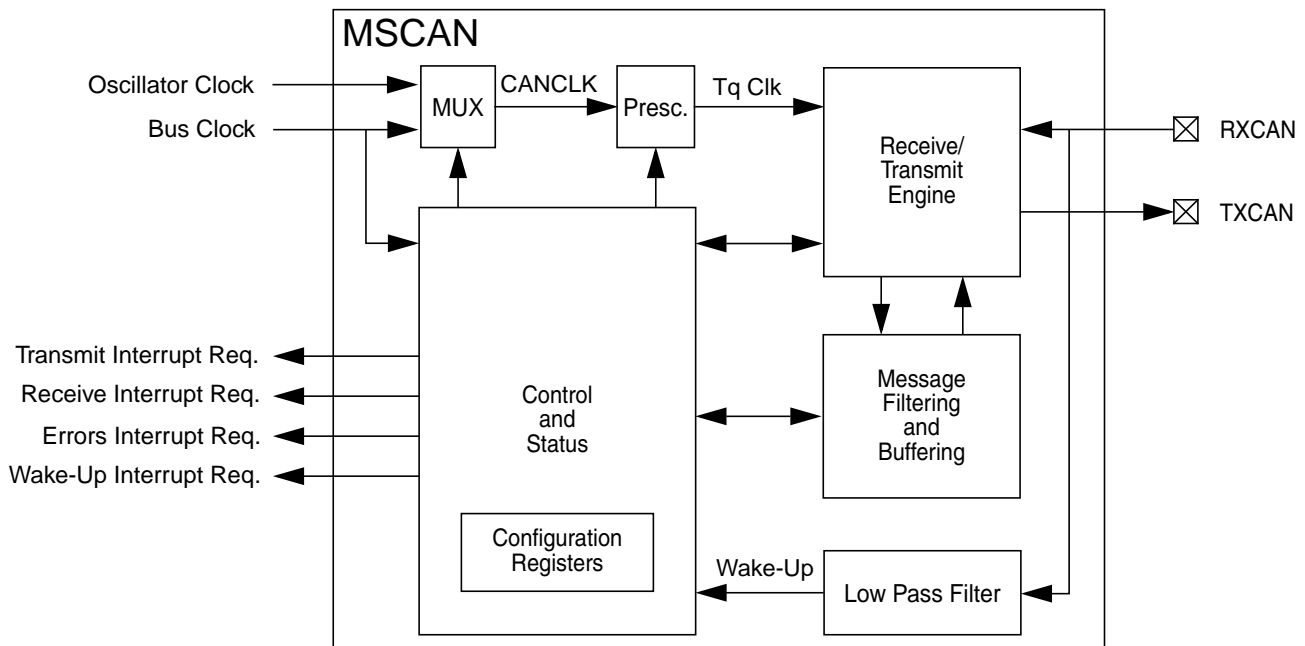 MSCAN
Oscillator Clock
Bus Clock
MUX
CANCLK
Presc.
Tq Clk
Receive/
Transmit
Engine
RXCAN
TXCAN
Transmit Interrupt Req.
Receive Interrupt Req.
Errors Interrupt Req.
Wake-Up Interrupt Req.
Control
and
Status
Message
Filtering
and
Buffering
Configuration
Registers
Wake-Up
Low Pass Filter